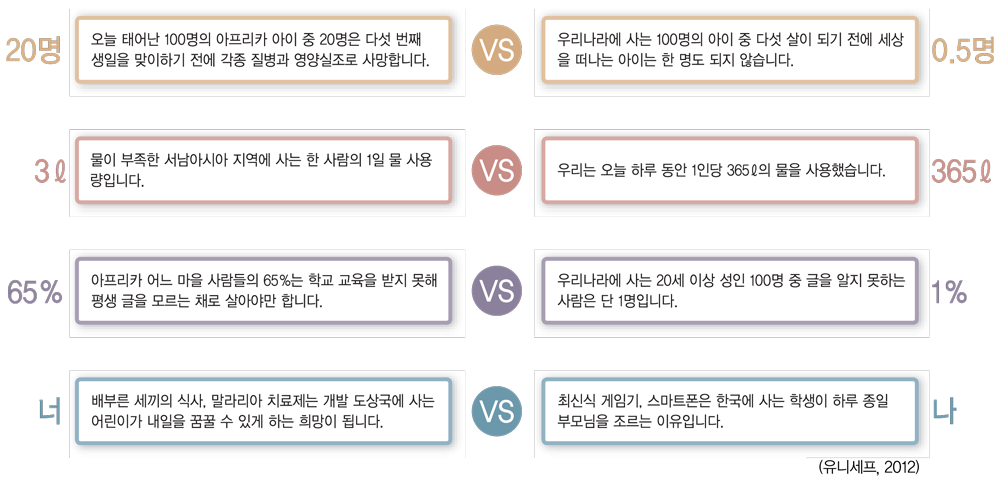 20명
오늘 태어난 100명의 아프리카 아이 중 20명은 다섯 번째
생일을 맞이하기 전에 각종 질병과 영양실조로 사망합니다.
VS
우리나라에 사는 100명의 아이 중 다섯 살이 되기 전에 세상
을 떠나는 아이는 한 명도 되지 않습니다.
0.5명
3ℓ
물이 부족한 서남아시아 지역에 사는 한 사람의 1일 물 사용
량입니다.
VS
우리는 오늘 하루 동안 1인당 365ℓ의 물을 사용했습니다.
365ℓ
65%
아프리카 어느 마을 사람들의 65%는 학교 교육을 받지 못해
평생 글을 모르는 채로 살아야만 합니다.
VS
우리나라에 사는 20세 이상 성인 100명 중 글을 알지 못하는
사람은 단 1명입니다.
1%
너
배부른 세끼의 식사, 말라리아 치료제는 개발 도상국에 사는
어린이가 내일을 꿈꿀 수 있게 하는 희망이 됩니다.
VS
최신식 게임기, 스마트폰은 한국에 사는 학생이 하루 종일
부모님을 조르는 이유입니다.
나
(유니세프, 2012)